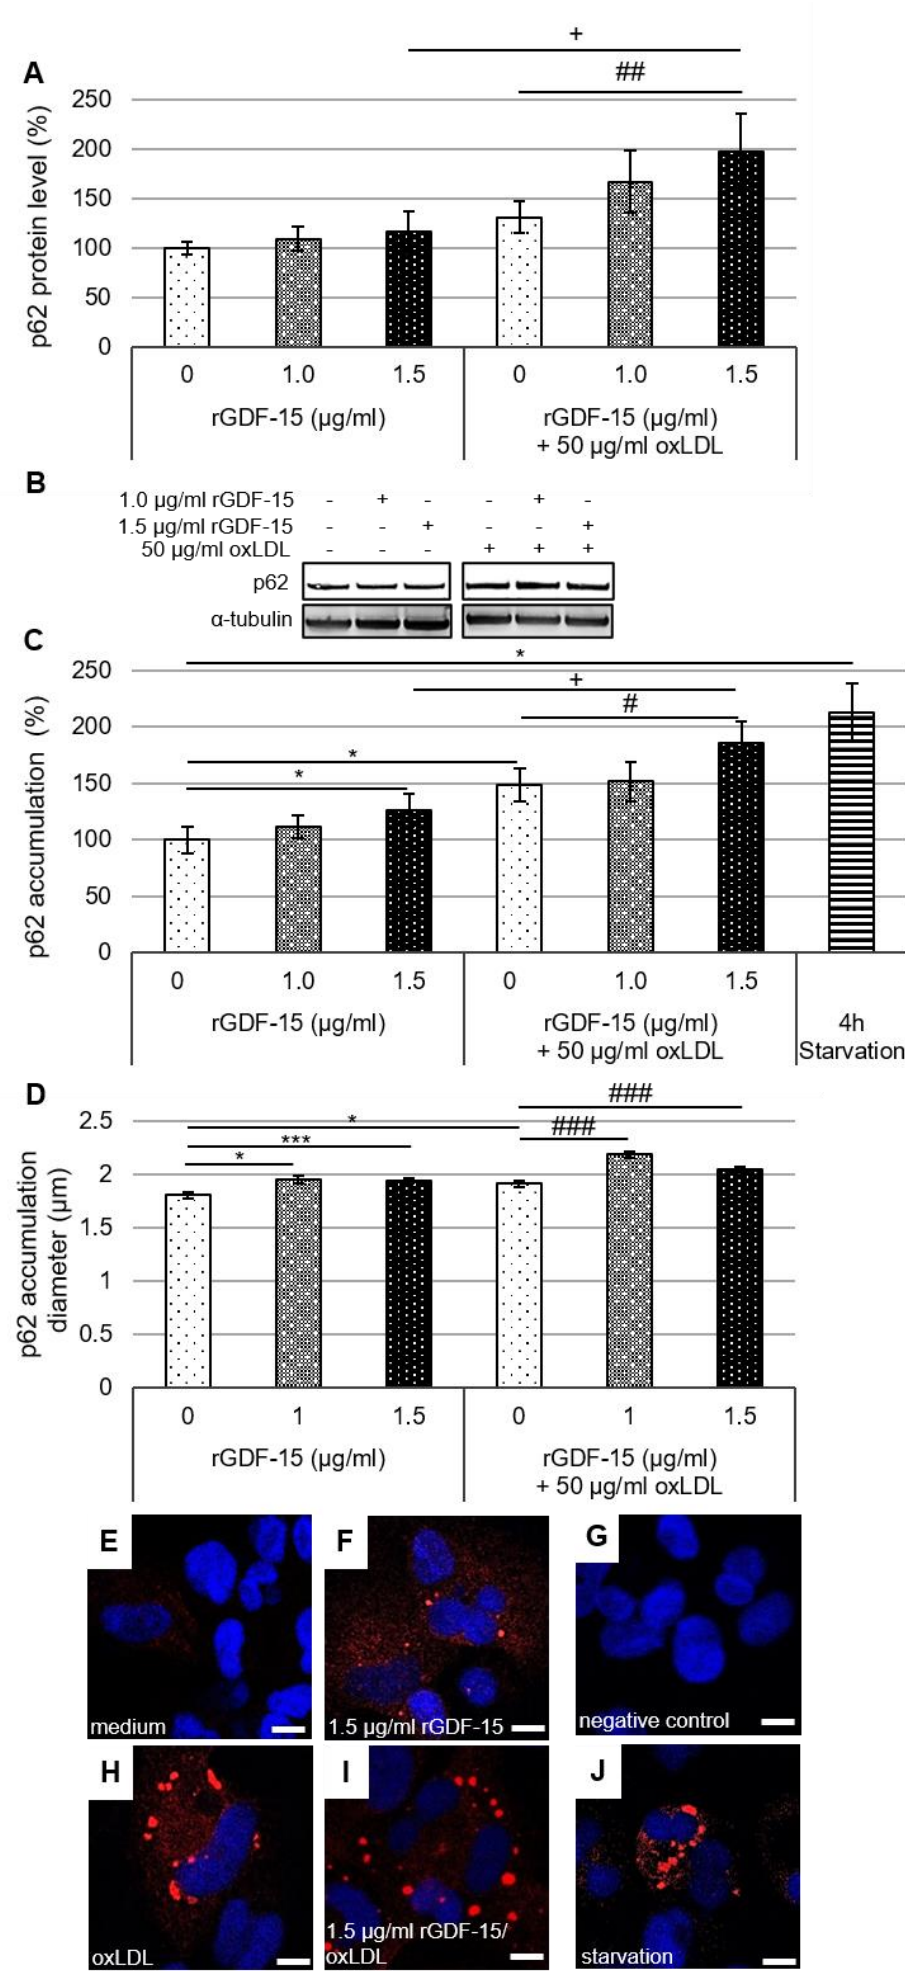 +
A
##
250
200
150
100
50
0
p62 protein level (%)
0 1.0 1.5 0 1.0 1.5
rGDF-15 (µg/ml) rGDF-15 (µg/ml)
+ 50 µg/ml oxLDL
B
1.0 µg/ml rGDF-15 - + - - + -
1.5 µg/ml rGDF-15 - - + - - +
50 µg/ml oxLDL - - - + + +
p62
α-tubulin
C
*
250
+
#
200
*
*
150
100
50
0
p62 accumulation (%)
0 1.0 1.5 0 1.0 1.5
rGDF-15 (µg/ml) rGDF-15 (µg/ml) 4h
+ 50 µg/ml oxLDL Starvation
D
###
2.5
* ###
***
*
2
1.5
1
0.5
0
p62 accumulation
diameter (µm)
0 1 1.5 0 1 1.5
rGDF-15 (µg/ml) rGDF-15 (µg/ml)
+ 50 µg/ml oxLDL
E
medium
F
1.5 µg/ml rGDF-15
G
negative control
H
oxLDL
I
1.5 µg/ml rGDF-15/
oxLDL
J
starvation